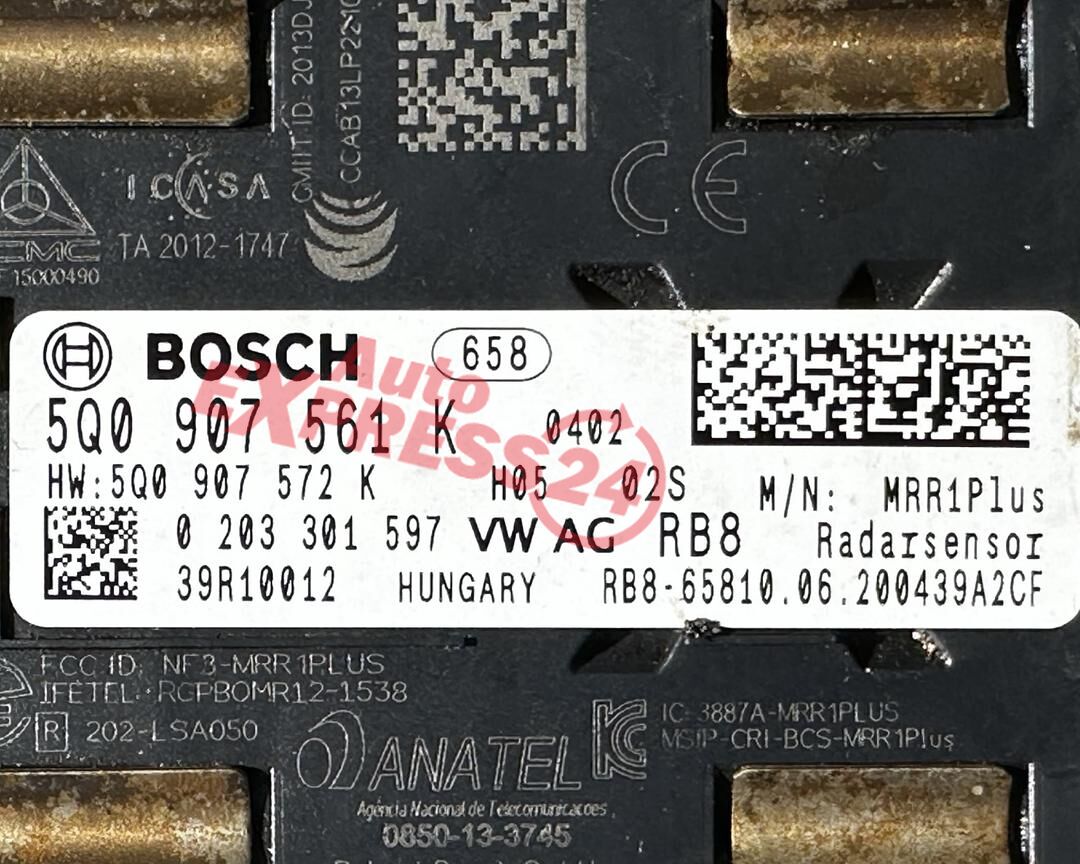 CMIIT ID: 2013DJ
CCAB13LP22
ICASA
TA 2012-1747
15000490
CE
BOSCH 658
5Q0 907 561 K 0402
HW:5Q0 907 572 K H05 02S M/N: MRR1Plus
0 203 301 597 VW AG RB8 Radarsensor
39R10012 HUNGARY RB8-65810.06.200439A2CF
Auto
EXPRESS24
FCC ID: NF3-MRR1PLUS
IFETEL: RCPBOMR12-1538
R 202-LSA050
IC: 3887A-MRR1PLUS
MSIP-CRI-BCS-MRR1Plus
ANATEL
Agência Nacional de Telecomunicações
0850-13-3745